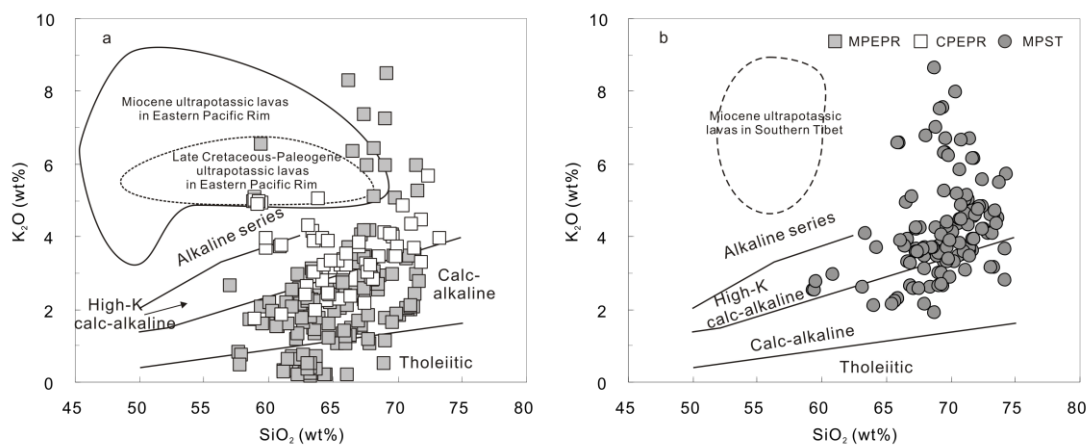 a
10
8
6
4
2
0
K₂O (wt%)
Miocene ultrapotassic lavas
in Eastern Pacific Rim
Late Cretaceous-Paleogene
ultrapotassic lavas
in Eastern Pacific Rim
Alkaline series
High-K
calc-alkaline
Calc-
alkaline
Tholeiitic
45 50 55 60 65 70 75 80
SiO₂ (wt%)
b
MPEPR CPEPR MPST
10
8
6
4
2
0
K₂O (wt%)
Miocene ultrapotassic
lavas in Southern Tibet
Alkaline series
High-K
calc-alkaline
Calc-alkaline
Tholeiitic
45 50 55 60 65 70 75 80
SiO₂ (wt%)